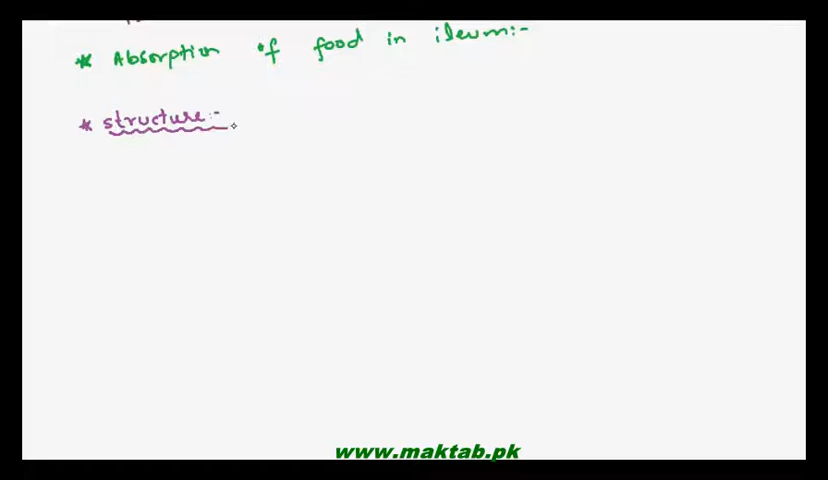 * Absorption of food in ileum:-
* structure:-
www.maktab.pk